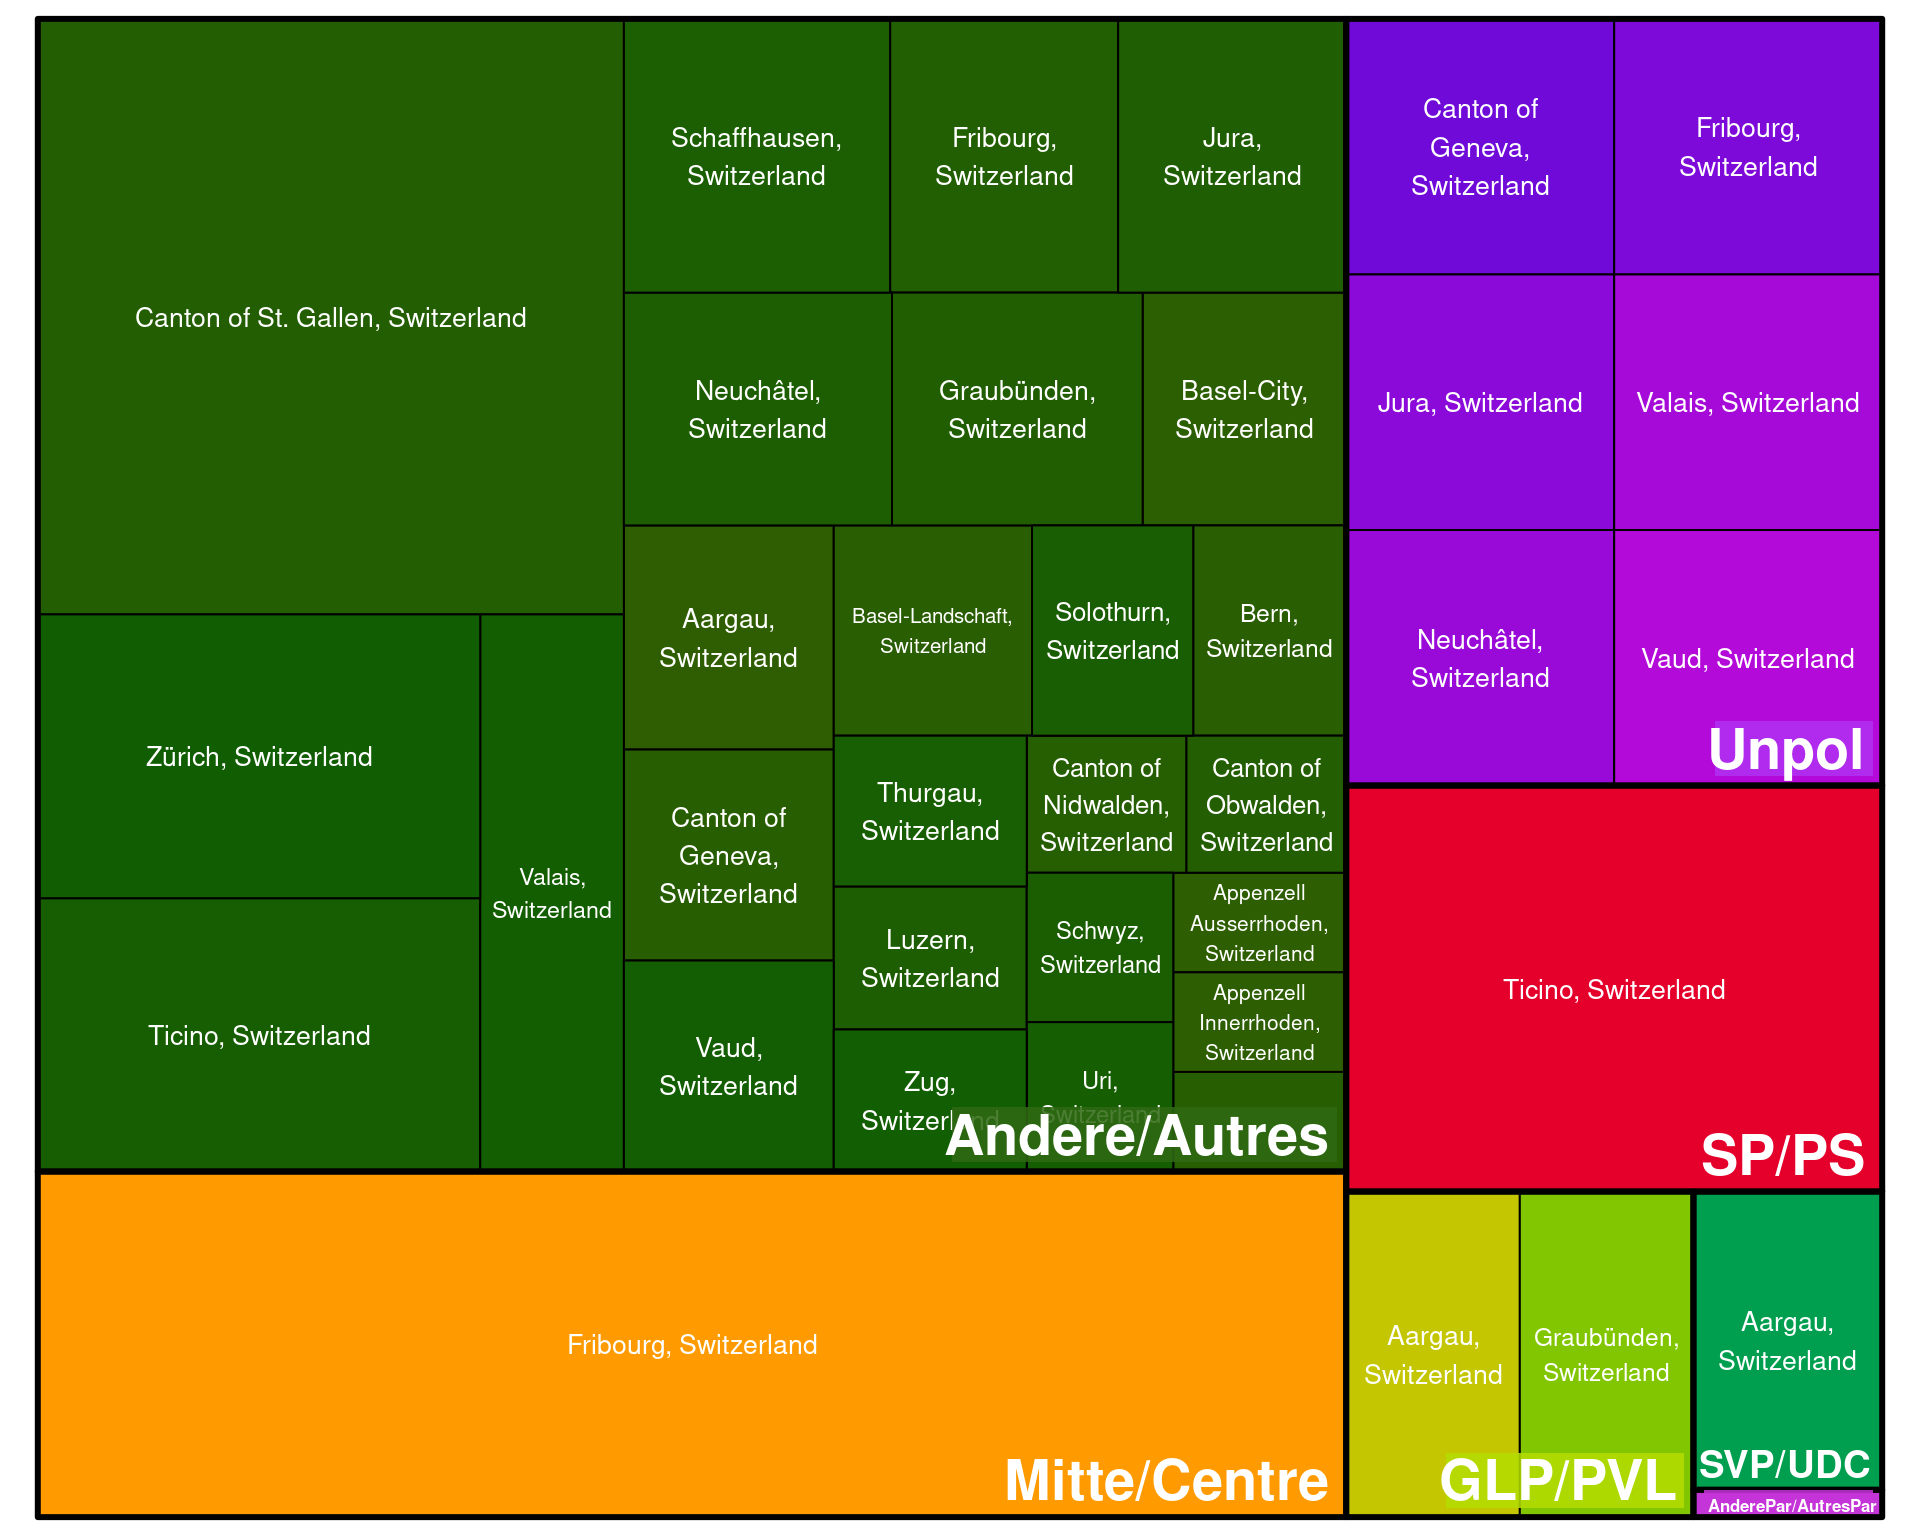 Canton of St. Gallen, Switzerland
Schaffhausen,
Switzerland
Fribourg,
Switzerland
Jura,
Switzerland
Neuchâtel,
Switzerland
Graubünden,
Switzerland
Basel-City,
Switzerland
Zürich, Switzerland
Ticino, Switzerland
Valais,
Switzerland
Aargau,
Switzerland
Basel-Landschaft,
Switzerland
Solothurn,
Switzerland
Bern,
Switzerland
Canton of
Geneva,
Switzerland
Vaud,
Switzerland
Thurgau,
Switzerland
Canton of
Nidwalden,
Switzerland
Canton of
Obwalden,
Switzerland
Luzern,
Switzerland
Schwyz,
Switzerland
Appenzell
Ausserrhoden,
Switzerland
Appenzell
Innerrhoden,
Switzerland
Zug,
Switzerland
Uri,
Switzerland
Andere/Autres
Fribourg, Switzerland
Mitte/Centre
Canton of
Geneva,
Switzerland
Fribourg,
Switzerland
Jura, Switzerland
Valais, Switzerland
Neuchâtel,
Switzerland
Vaud, Switzerland
Unpol
Ticino, Switzerland
SP/PS
Aargau,
Switzerland
Graubünden,
Switzerland
GLP/PVL
Aargau,
Switzerland
SVP/UDC
AnderePar/AutresPar